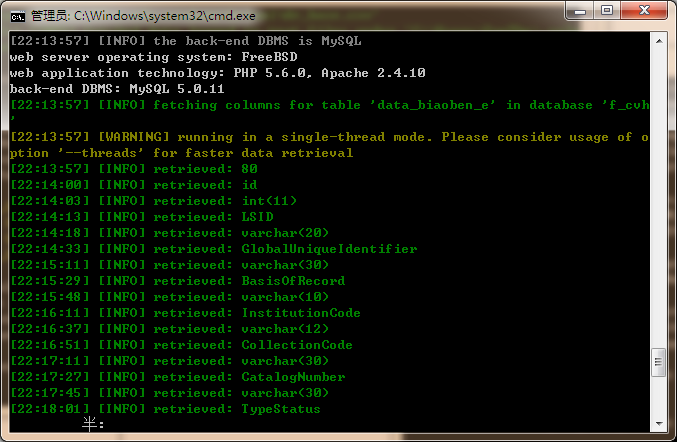 管理员: C:\Windows\system32\cmd.exe
[22:13:57] [INFO] the back-end DBMS is MySQL
web server operating system: FreeBSD
web application technology: PHP 5.6.0, Apache 2.4.10
back-end DBMS: MySQL 5.0.11
[22:13:57] [INFO] fetching columns for table 'data_biaoben_e' in database 'f_cvh
'
[22:13:57] [WARNING] running in a single-thread mode. Please consider usage of o
ption '--threads' for faster data retrieval
[22:13:57] [INFO] retrieved: 80
[22:14:00] [INFO] retrieved: id
[22:14:03] [INFO] retrieved: int(11)
[22:14:13] [INFO] retrieved: LSID
[22:14:18] [INFO] retrieved: varchar(20)
[22:14:33] [INFO] retrieved: GlobalUniqueIdentifier
[22:15:11] [INFO] retrieved: varchar(30)
[22:15:29] [INFO] retrieved: BasisOfRecord
[22:15:48] [INFO] retrieved: varchar(10)
[22:16:11] [INFO] retrieved: InstitutionCode
[22:16:37] [INFO] retrieved: varchar(12)
[22:16:51] [INFO] retrieved: CollectionCode
[22:17:11] [INFO] retrieved: varchar(30)
[22:17:27] [INFO] retrieved: CatalogNumber
[22:17:45] [INFO] retrieved: varchar(30)
[22:18:01] [INFO] retrieved: TypeStatus
半: